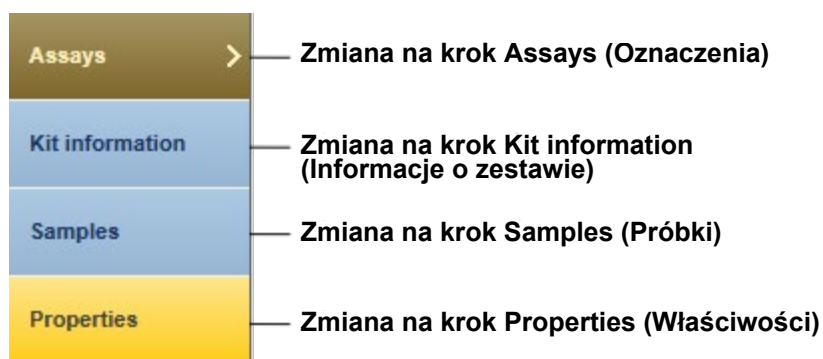 Assays
Zmiana na krok Assays (Oznaczenia)
Kit information
Zmiana na krok Kit information
(Informacje o zestawie)
Samples
Zmiana na krok Samples (Próbki)
Properties
Zmiana na krok Properties (Właściwości)